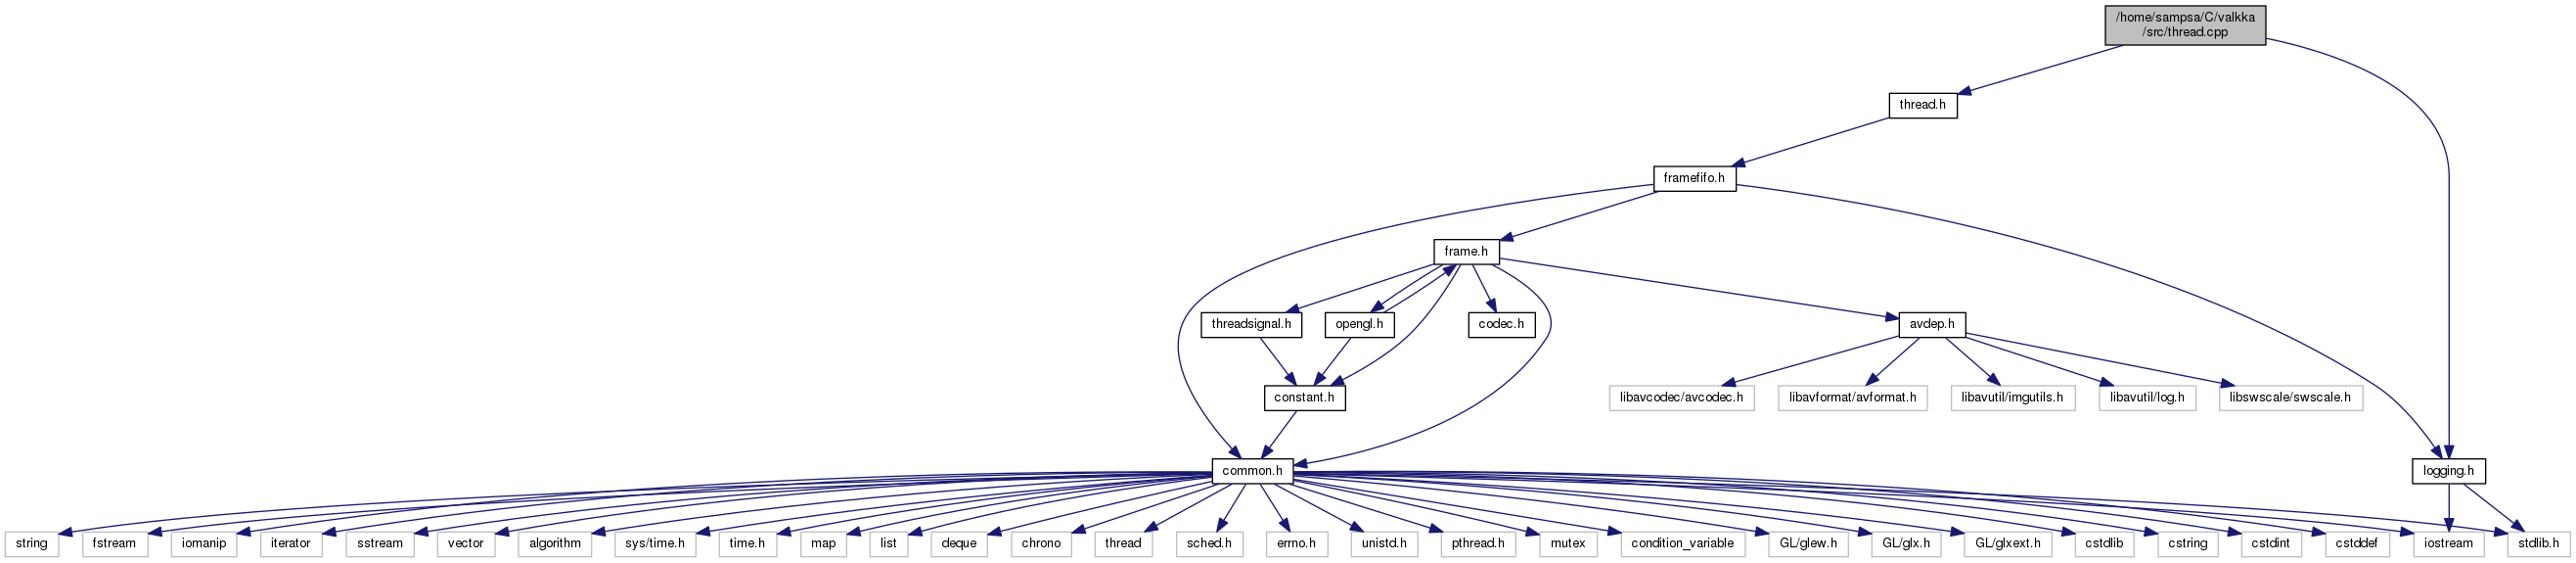 /home/sampsa/C/valkka
/src/thread.cpp
thread.h
framefifo.h
frame.h
threadsignal.h
opengl.h
codec.h
avdep.h
constant.h
libavcodec/avcodec.h
libavformat/avformat.h
libavutil/imgutils.h
libavutil/log.h
libswscale/swscale.h
common.h
logging.h
string
fstream
iomanip
iterator
sstream
vector
algorithm
sys/time.h
time.h
map
list
deque
chrono
thread
sched.h
errno.h
unistd.h
pthread.h
mutex
condition_variable
GL/glew.h
GL/glx.h
GL/glxext.h
cstdlib
cstring
cstdint
cstddef
iostream
stdlib.h